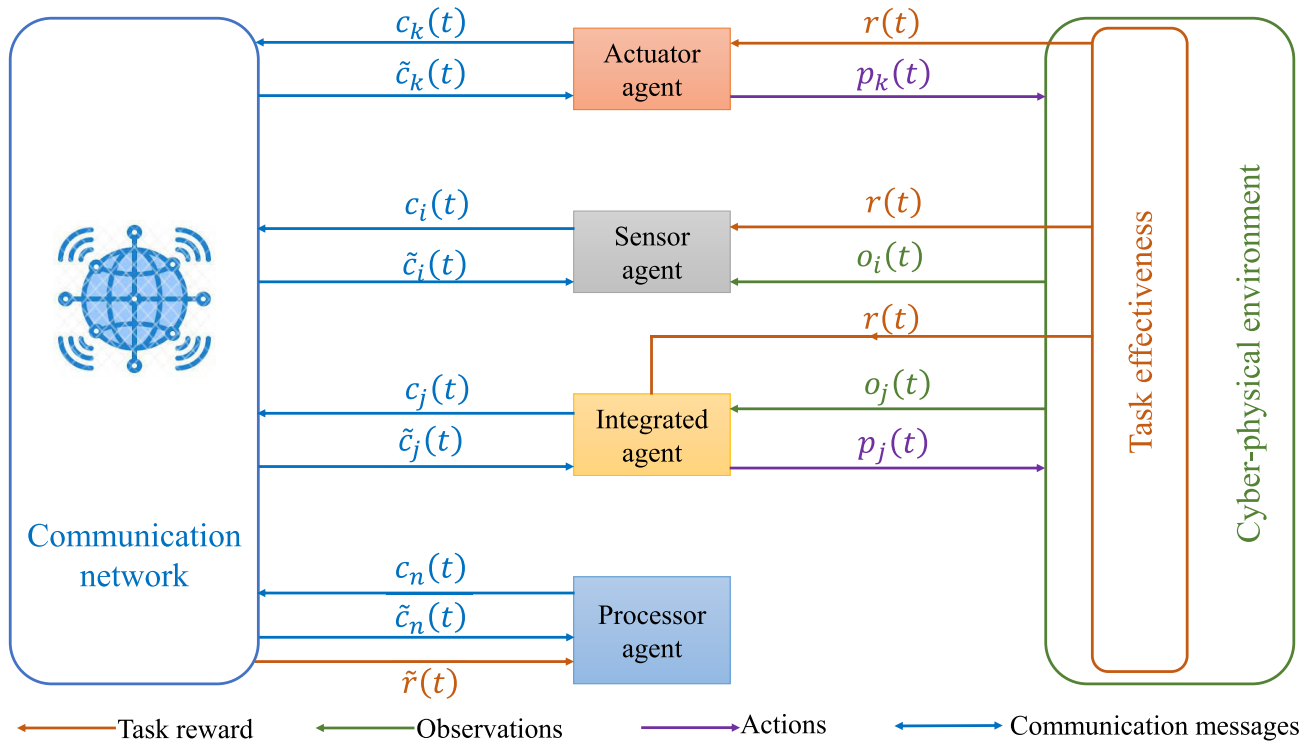 c_k(t)
r(t)
Actuator
agent
c̃_k(t)
p_k(t)
c_i(t)
r(t)
Sensor
agent
c̃_i(t)
o_i(t)
r(t)
c_j(t)
o_j(t)
Integrated
agent
c̃_j(t)
p_j(t)
Task effectiveness
Cyber-physical environment
Communication
network
c_n(t)
c̃_n(t)
Processor
agent
r̃(t)
Task reward
Observations
Actions
Communication messages